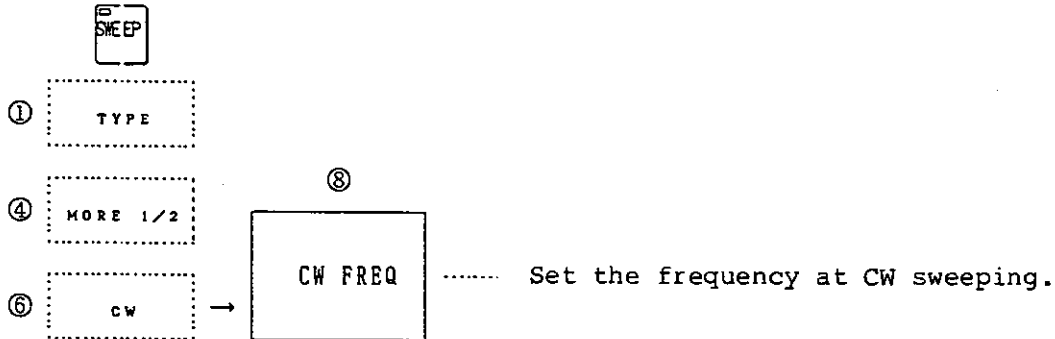 SWEEP
① TYPE
⑧
④ MORE 1/2
CW FREQ ........ Set the frequency at CW sweeping.
⑥ CW →